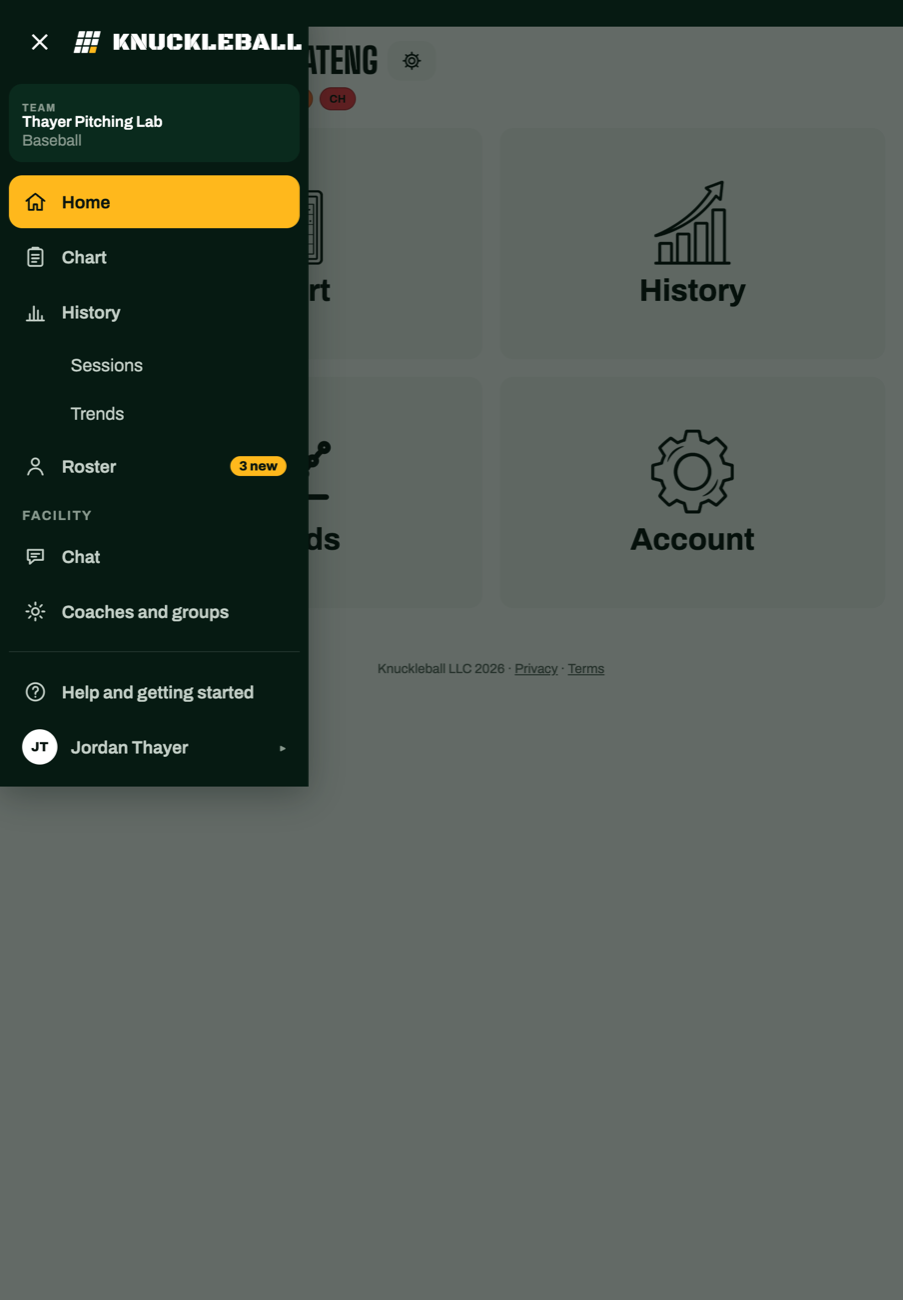 KNUCKLEBALL
ATENG
CH
TEAM
Thayer Pitching Lab
Baseball
Home
Chart
History
Sessions
Trends
Roster 3 new
FACILITY
Chat
Coaches and groups
Help and getting started
JT Jordan Thayer
rt
History
ds
Account
Knuckleball LLC 2026 · Privacy · Terms